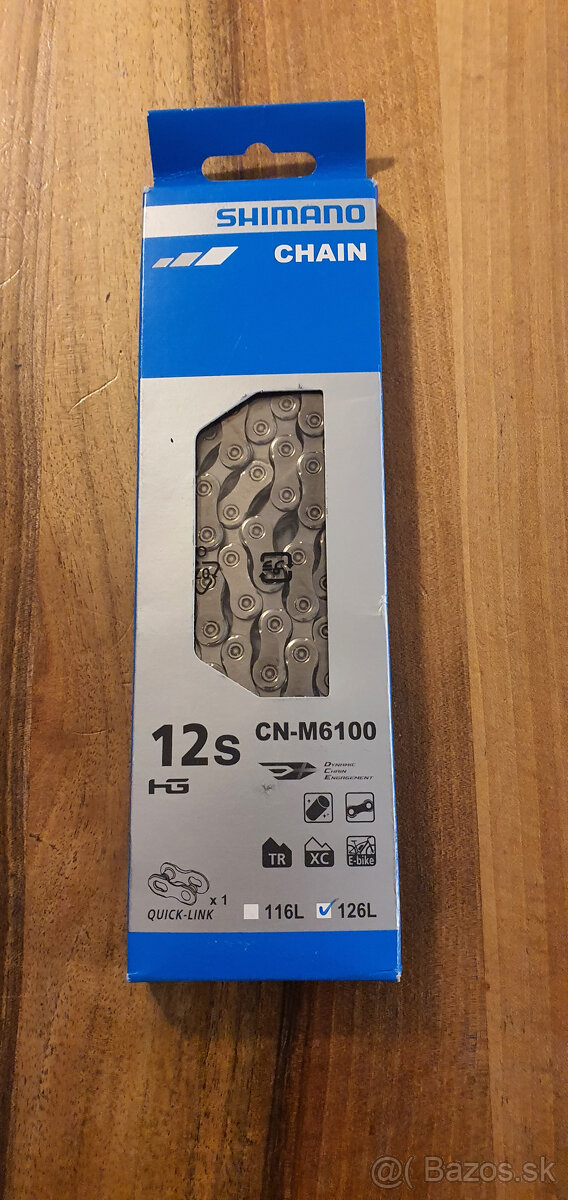 SHIMANO
CHAIN
12s
CN-M6100
HG
DYNAMIC
CHAIN
ENGAGEMENT
TR
XC
E-bike
x 1
QUICK-LINK
116L
126L
@ Bazos.sk